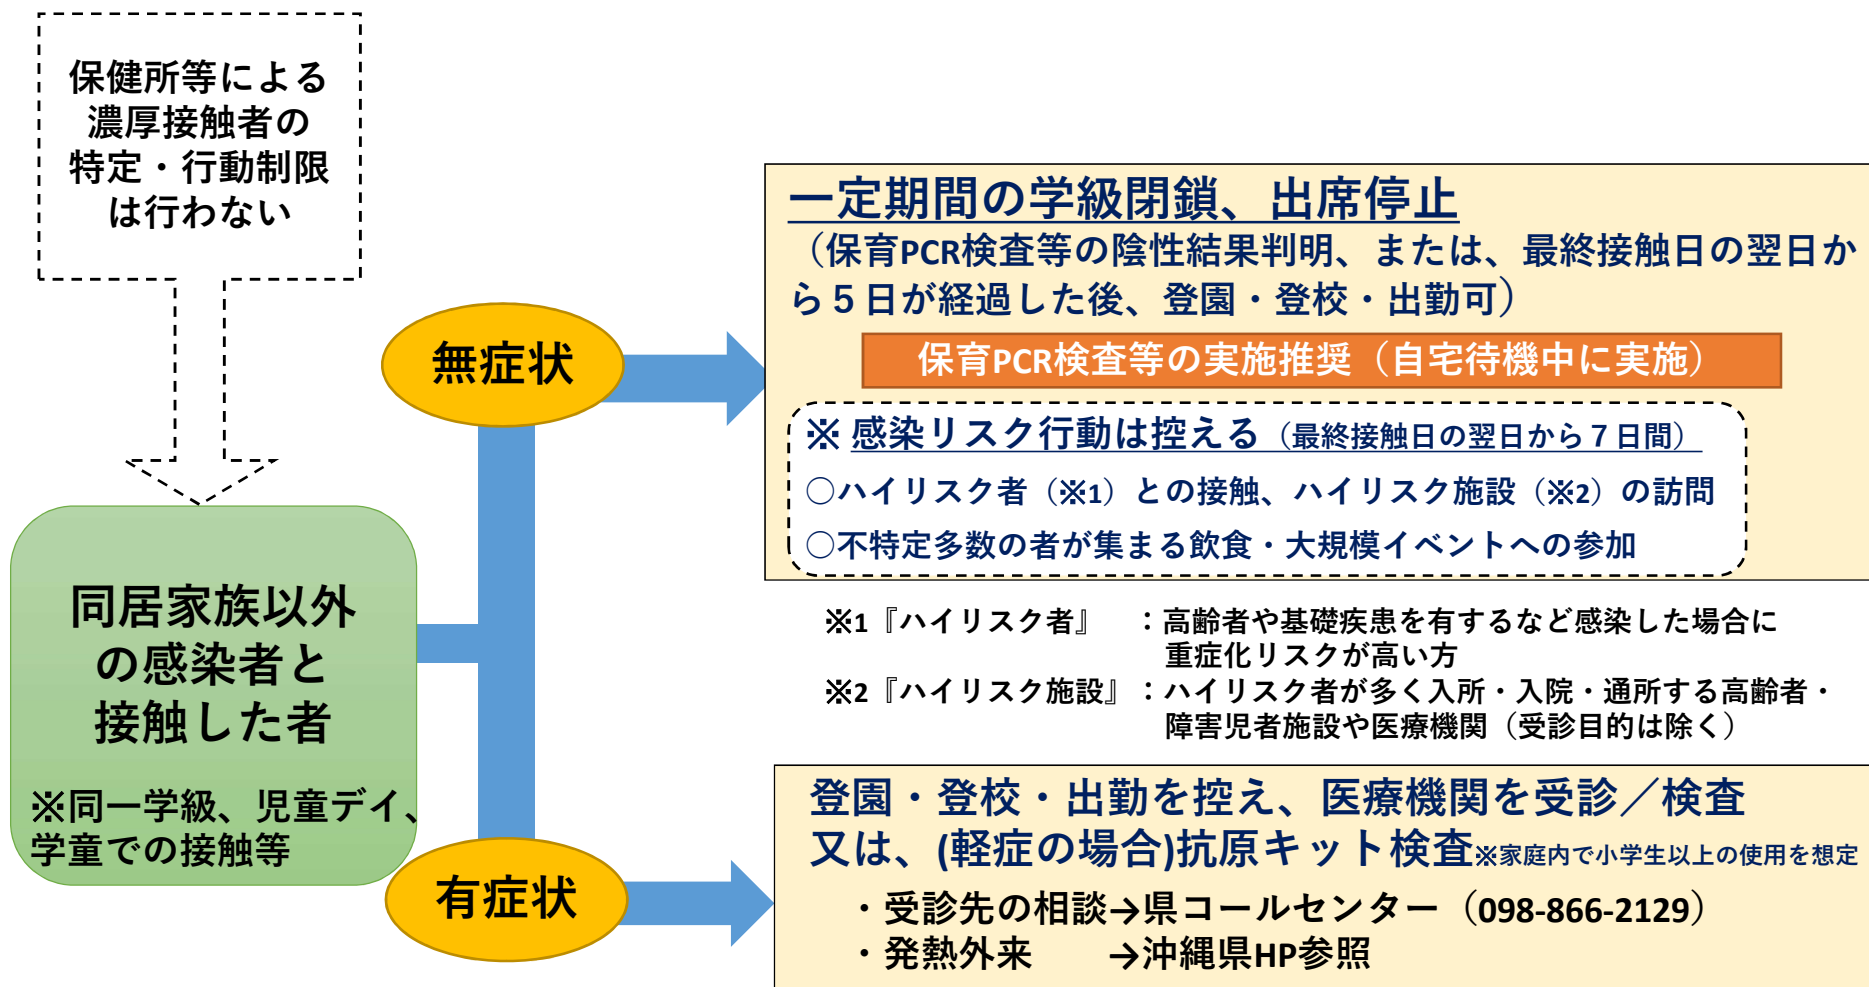 保健所等による
濃厚接触者の
特定・行動制限
は行わない
同居家族以外
の感染者と
接触した者
※同一学級、児童デイ、
学童での接触等
無症状
一定期間の学級閉鎖、出席停止
（保育PCR検査等の陰性結果判明、または、最終接触日の翌日か
ら５日が経過した後、登園・登校・出勤可）
保育PCR検査等の実施推奨（自宅待機中に実施）
※ 感染リスク行動は控える（最終接触日の翌日から７日間）
○ハイリスク者（※1）との接触、ハイリスク施設（※2）の訪問
○不特定多数の者が集まる飲食・大規模イベントへの参加
※1『ハイリスク者』　：高齢者や基礎疾患を有するなど感染した場合に
重症化リスクが高い方
※2『ハイリスク施設』：ハイリスク者が多く入所・入院・通所する高齢者・
障害児者施設や医療機関（受診目的は除く）
有症状
登園・登校・出勤を控え、医療機関を受診／検査
又は、(軽症の場合)抗原キット検査※家庭内で小学生以上の使用を想定
・受診先の相談→県コールセンター（098-866-2129）
・発熱外来　　→沖縄県HP参照